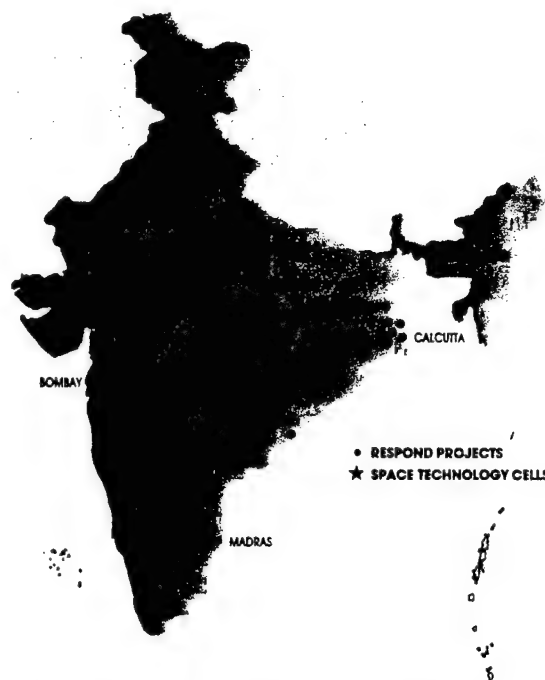 CALCUTTA
BOMBAY
• RESPOND PROJECTS
★ SPACE TECHNOLOGY CELLS
MADRAS